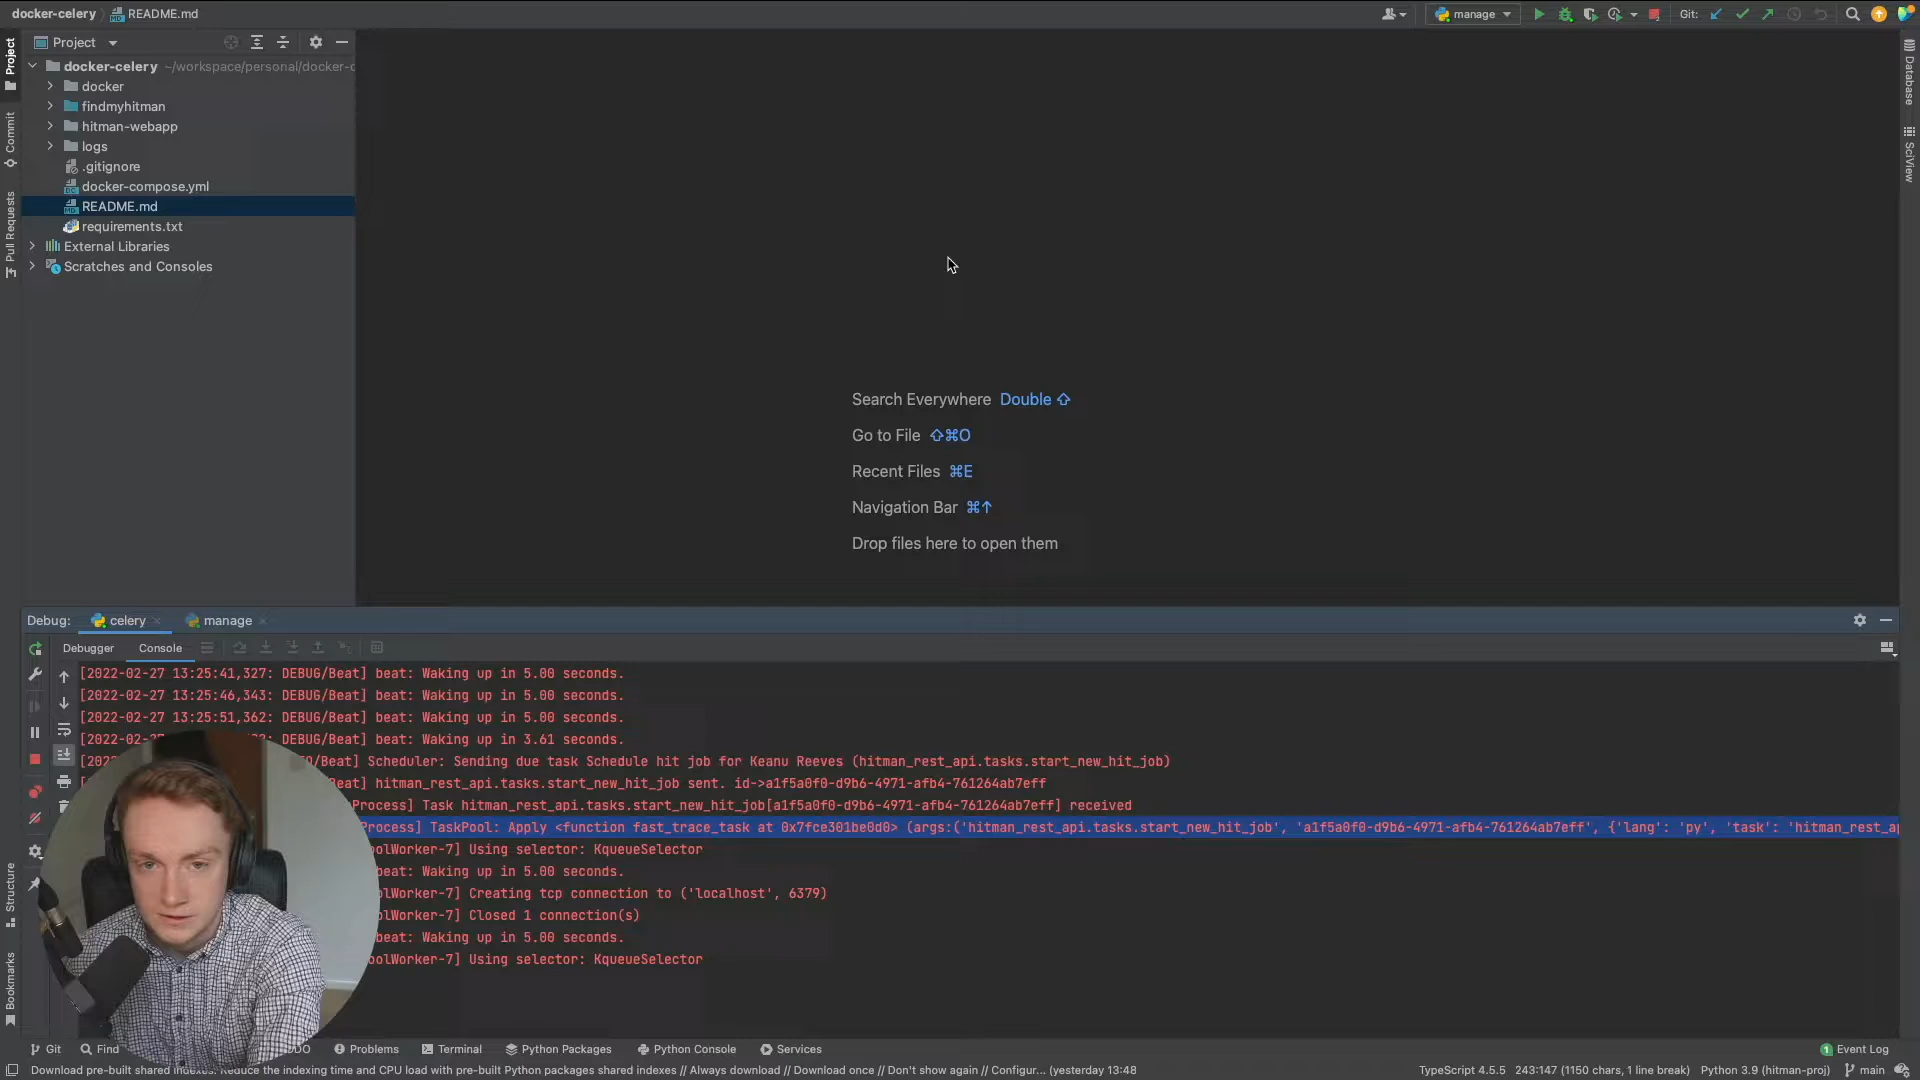 docker-celery README.md
manage Git:
Project
Project
docker-celery ~/workspace/personal/docker-c
docker
findmyhitman
hitman-webapp
logs
.gitignore
docker-compose.yml
README.md
requirements.txt
External Libraries
Scratches and Consoles
Commit
Pull Requests
Structure
Bookmarks
Database
SciView
Search Everywhere Double ⇧
Go to File ⇧⌘O
Recent Files ⌘E
Navigation Bar ⌘↑
Drop files here to open them
Debug: celery manage
Debugger Console
[2022-02-27 13:25:41,327: DEBUG/Beat] beat: Waking up in 5.00 seconds.
[2022-02-27 13:25:46,343: DEBUG/Beat] beat: Waking up in 5.00 seconds.
[2022-02-27 13:25:51,362: DEBUG/Beat] beat: Waking up in 5.00 seconds.
[2022-02-27 DEBUG/Beat] beat: Waking up in 3.61 seconds.
[202 /Beat] Scheduler: Sending due task Schedule hit job for Keanu Reeves (hitman_rest_api.tasks.start_new_hit_job)
Beat] hitman_rest_api.tasks.start_new_hit_job sent. id->a1f5a0f0-d9b6-4971-afb4-761264ab7eff
Process] Task hitman_rest_api.tasks.start_new_hit_job[a1f5a0f0-d9b6-4971-afb4-761264ab7eff] received
Process] TaskPool: Apply <function fast_trace_task at 0x7fce301be0d0> (args:('hitman_rest_api.tasks.start_new_hit_job', 'a1f5a0f0-d9b6-4971-afb4-761264ab7eff', {'lang': 'py', 'task': 'hitman_rest_ap
olWorker-7] Using selector: KqueueSelector
beat: Waking up in 5.00 seconds.
olWorker-7] Creating tcp connection to ('localhost', 6379)
olWorker-7] Closed 1 connection(s)
beat: Waking up in 5.00 seconds.
olWorker-7] Using selector: KqueueSelector
Git Find DO Problems Terminal Python Packages Python Console Services 1 Event Log
Download pre-built shared indexes: Reduce the indexing time and CPU load with pre-built Python packages shared indexes // Always download // Download once // Don't show again // Configur... (yesterday 13:48 TypeScript 4.5.5 243:147 (1150 chars, 1 line break) Python 3.9 (hitman-proj) main